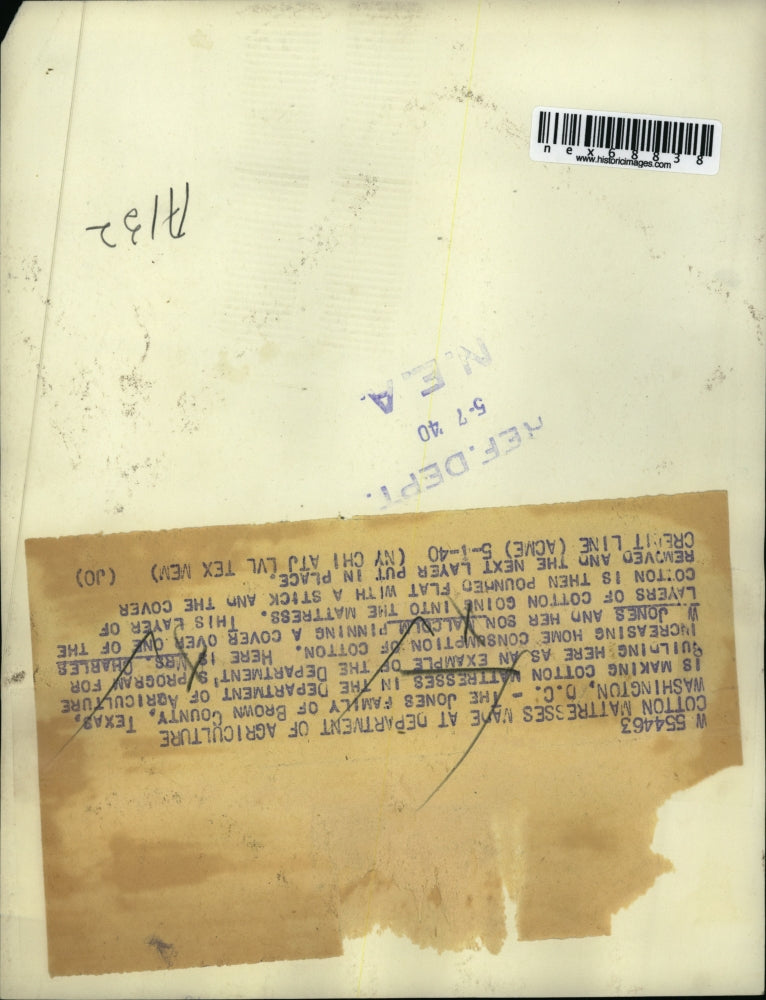 nex68838
www.historicimages.com
A132
N.E.A.
5-7 '40
REF. DEPT.
W 554463
COTTON MATTRESSES MADE AT DEPARTMENT OF AGRICULTURE
WASHINGTON, D.C. - THE JONES FAMILY OF BROWN COUNTY, TEXAS,
IS MAKING COTTON MATTRESSES IN THE DEPARTMENT OF AGRICULTURE
BUILDING HERE AS AN EXAMPLE OF THE DEPARTMENT'S PROGRAM FOR
INCREASING HOME CONSUMPTION OF COTTON. HERE IS MRS. CHARLES
W JONES AND HER SON MALCOLM PINNING A COVER OVER ONE OF THE
LAYERS OF COTTON GOING INTO THE MATTRESS. THIS LAYER OF
COTTON IS THEN POUNDED FLAT WITH A STICK AND THE COVER
REMOVED AND THE NEXT LAYER PUT IN PLACE.
CREDIT LINE (ACME) 5-1-40 (NY CHI ATJ LVL TEX MEM) (JO)